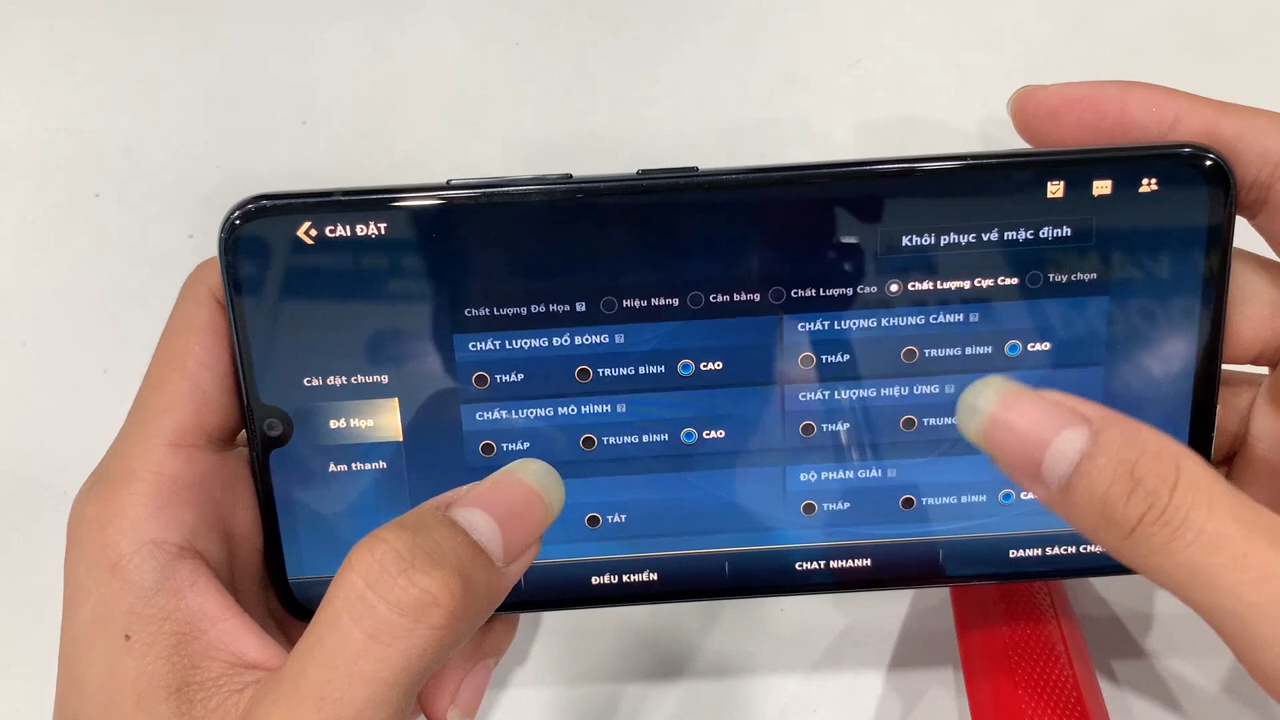 CÀI ĐẶT
Khôi phục về mặc định
Chất Lượng Đồ Họa ? Hiệu Năng Cân bằng Chất Lượng Cao Chất Lượng Cực Cao Tùy chọn
CHẤT LƯỢNG ĐỔ BÓNG ?
THẤP TRUNG BÌNH CAO
CHẤT LƯỢNG KHUNG CẢNH ?
THẤP TRUNG BÌNH CAO
Cài đặt chung
Đồ Họa
Âm thanh
CHẤT LƯỢNG MÔ HÌNH ?
THẤP TRUNG BÌNH CAO
CHẤT LƯỢNG HIỆU ỨNG ?
THẤP TRUNG
TẮT
ĐỘ PHÂN GIẢI ?
THẤP TRUNG BÌNH
ĐIỀU KHIỂN
CHAT NHANH
DANH SÁCH